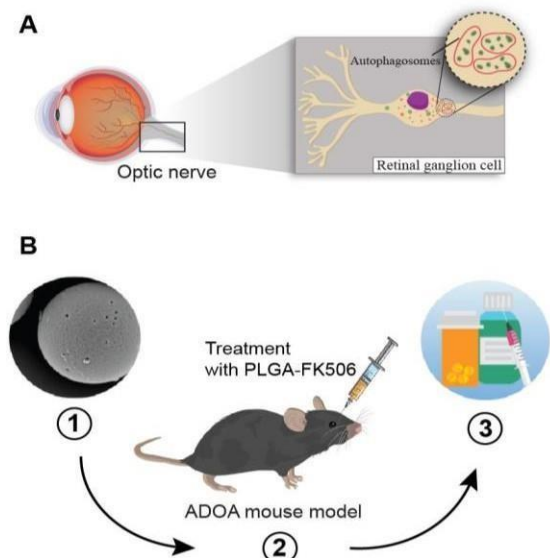 A
Autophagosomes
Retinal ganglion cell
Optic nerve
B
Treatment
with PLGA-FK506
1
3
ADOA mouse model
2